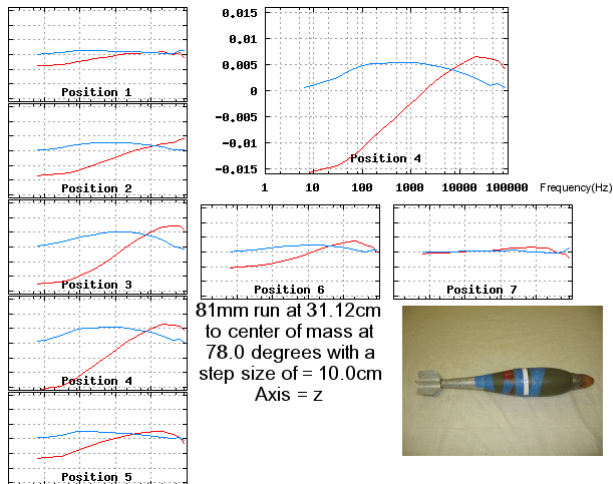 Position 1
Position 2
Position 3
Position 4
Position 5
0.015
0.01
0.005
0
-0.005
-0.01
-0.015
Position 4
1 10 100 1000 10000 100000 Frequency(Hz)
Position 6
Position 7
81mm run at 31.12cm
to center of mass at
78.0 degrees with a
step size of = 10.0cm
Axis = z